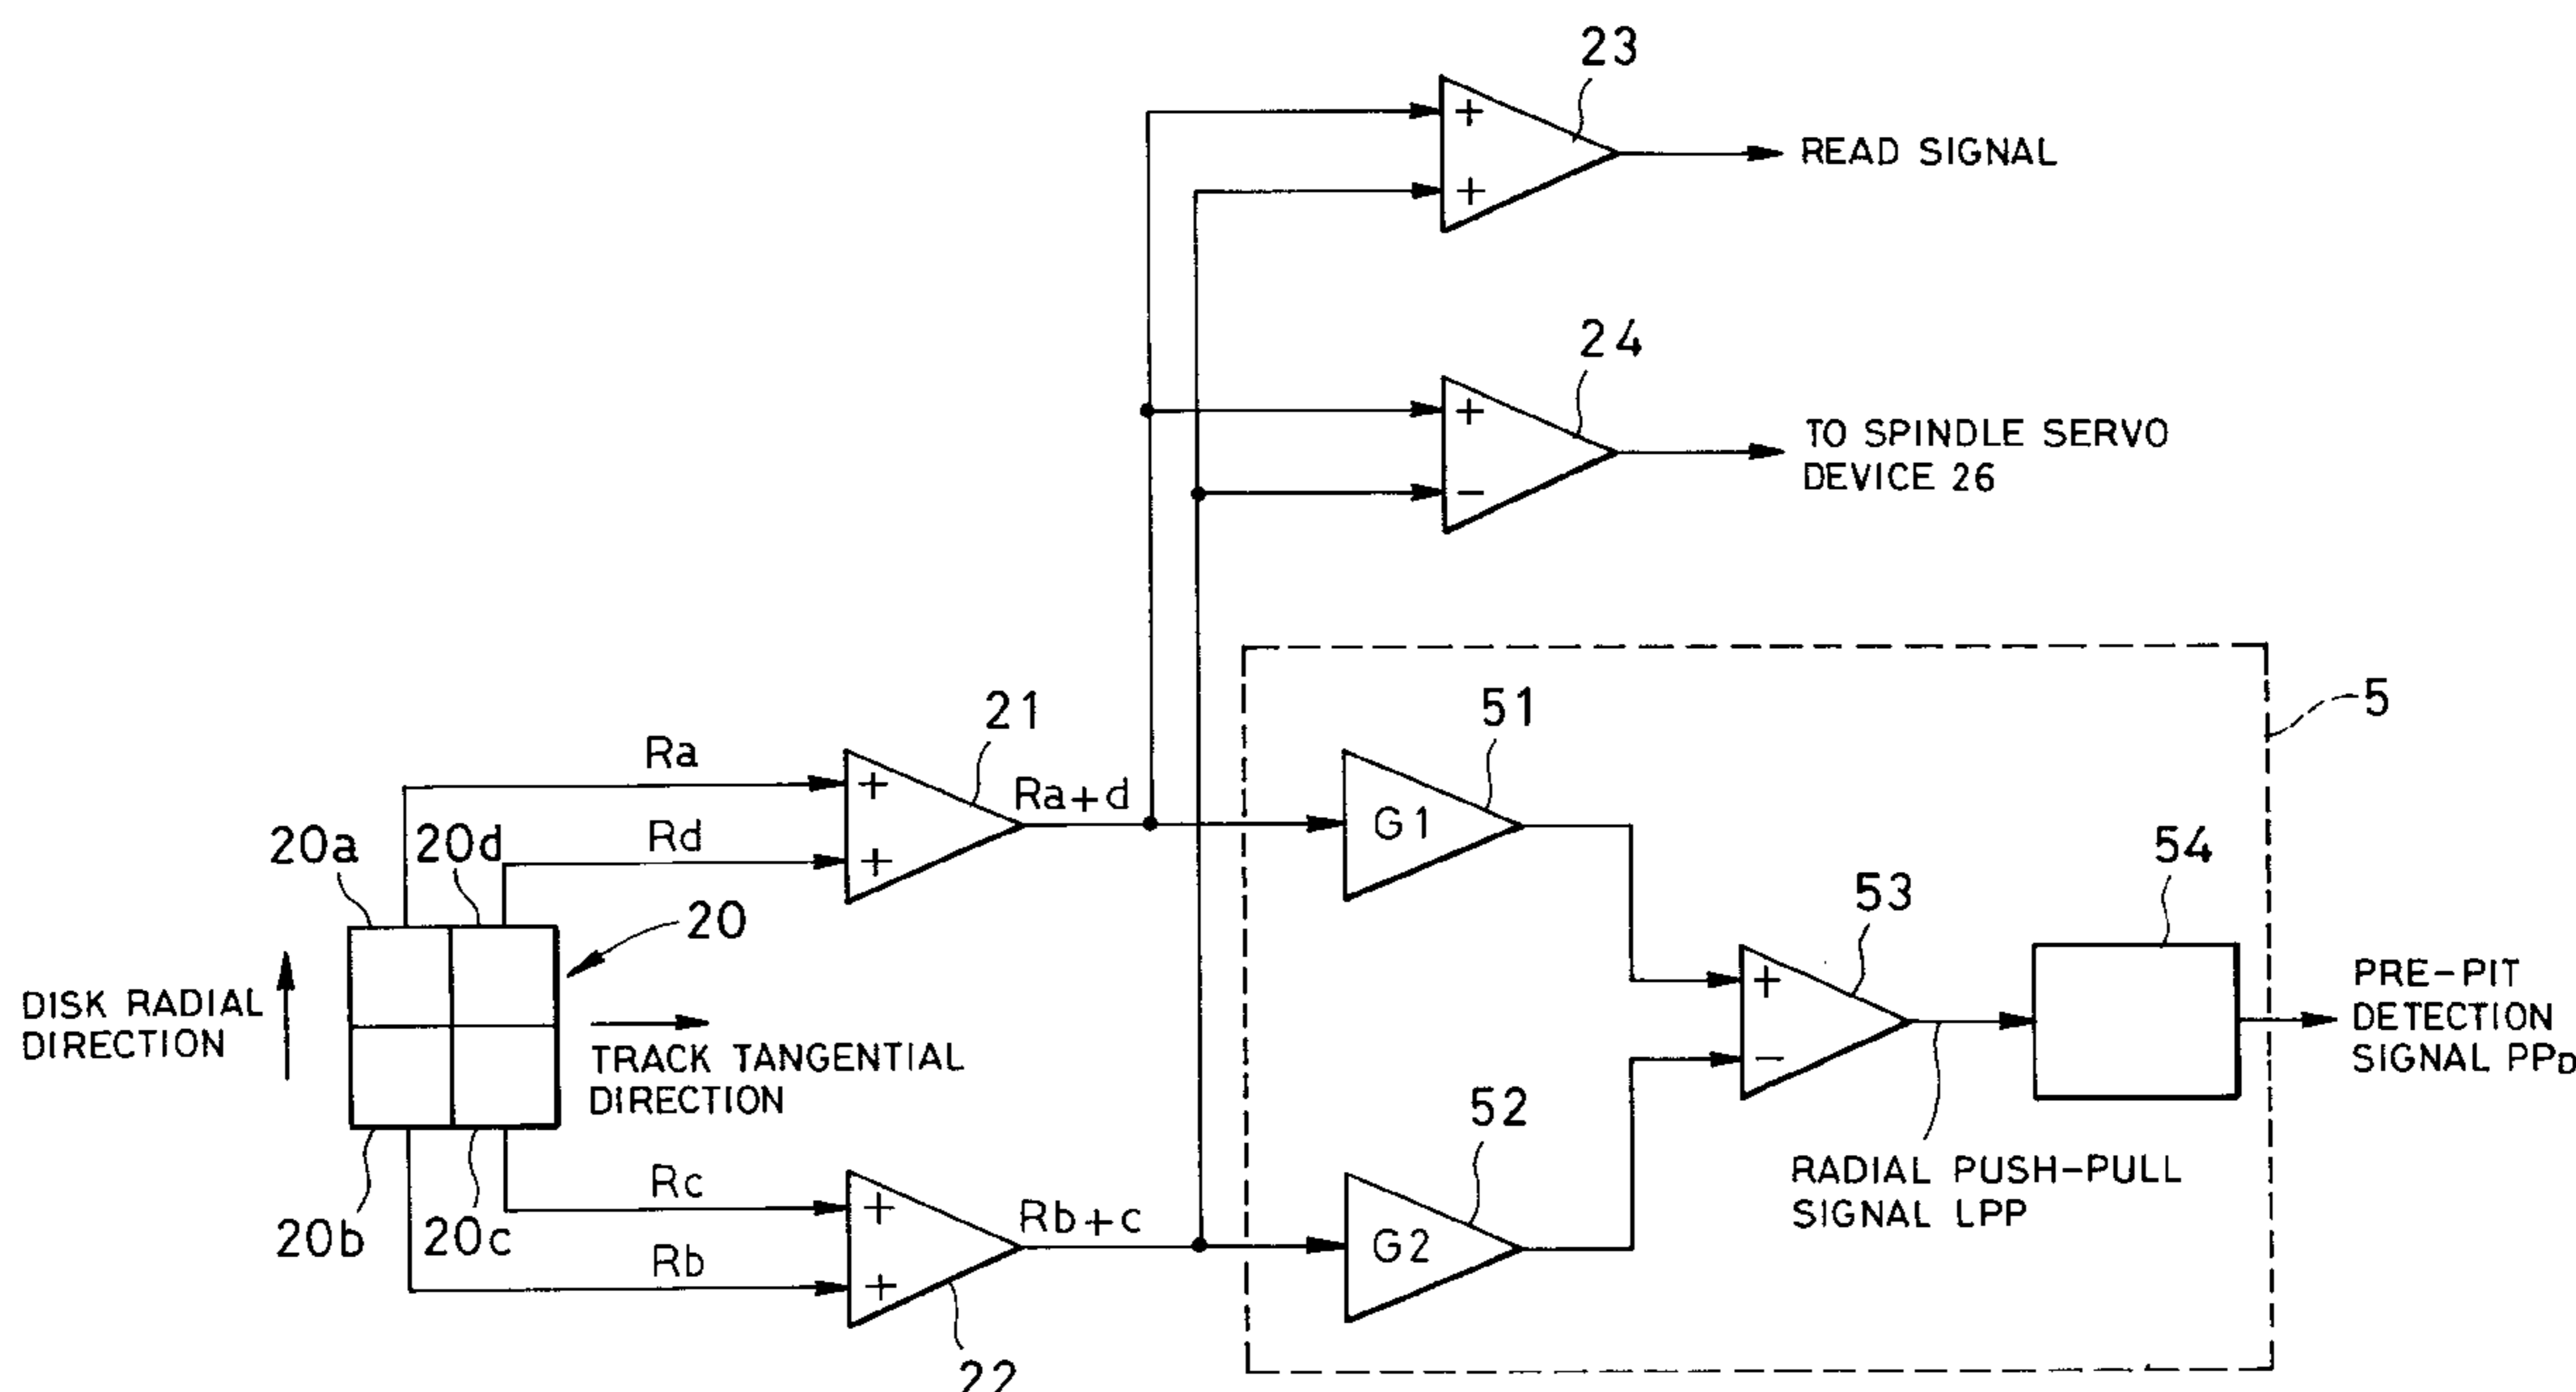 23
+
+
READ SIGNAL
24
+
−
TO SPINDLE SERVO
DEVICE 26
5
21
Ra
Rd
+
+
Ra+d
51
G1
20a
20d
20
DISK RADIAL
DIRECTION
TRACK TANGENTIAL
DIRECTION
20b
20c
Rc
Rb
+
+
22
Rb+c
52
G2
53
+
−
54
RADIAL PUSH-PULL
SIGNAL LPP
PRE-PIT
DETECTION
SIGNAL PPD